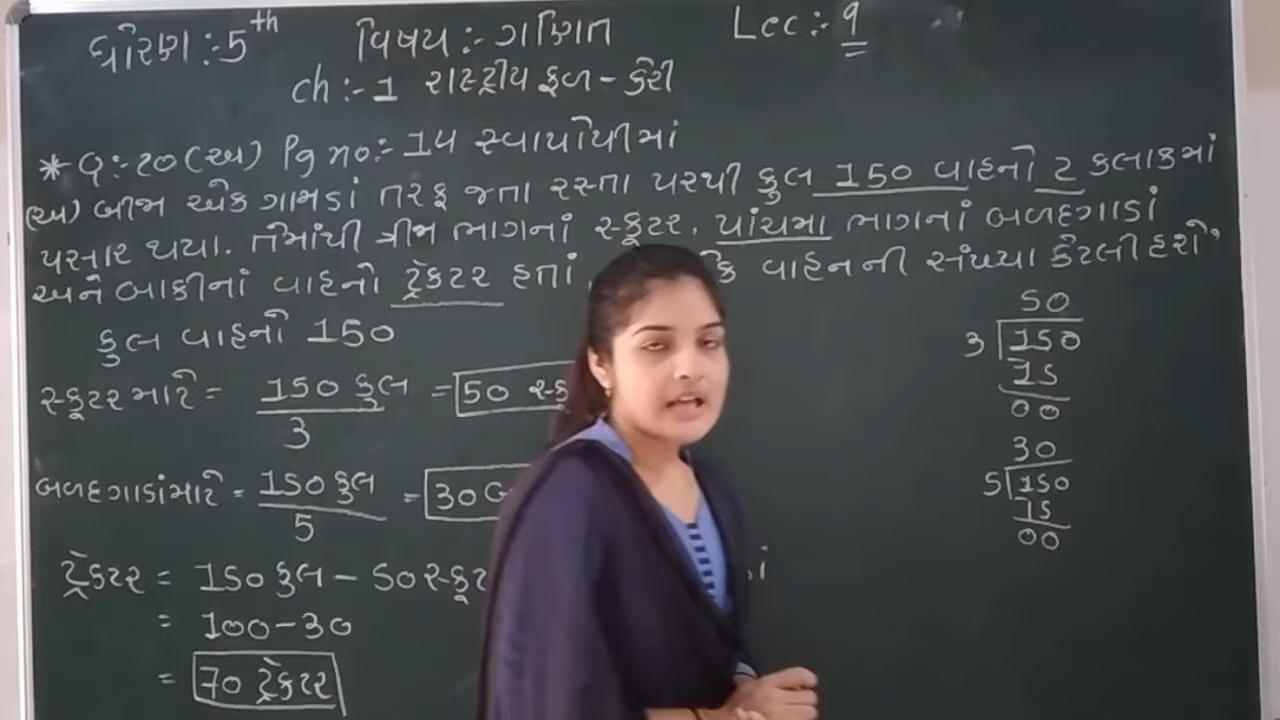 ધોરણ :- 5th વિષય :- ગણિત Lec :- 9
ch :- 1 રાષ્ટ્રીય ફળ - કેરી
* Q :- 20 (અ) Pg no :- 14 સ્વાધ્યાયપોથીમાં
(અ) બીજા એક ગામડાં તરફ જતા રસ્તા પરથી કુલ 150 વાહનો 2 કલાકમાં
પસાર થયા. તેમાંથી ત્રીજા ભાગનાં સ્કૂટર, પાંચમા ભાગનાં બળદગાડાં
અને બાકીનાં વાહનો ટ્રેકટર હતાં વાહનની સંખ્યા કેટલી હશે?
કુલ વાહનો 150
સ્કૂટર માટે = 150 કુલ / 3 = 50
બળદગાડાંમાટે = 150 કુલ / 5 = 30
ટ્રેકટર = 150 કુલ - 50
= 100 - 30
= 70 ટ્રેકટર
50
3 150
15
00
30
5 150
15
00